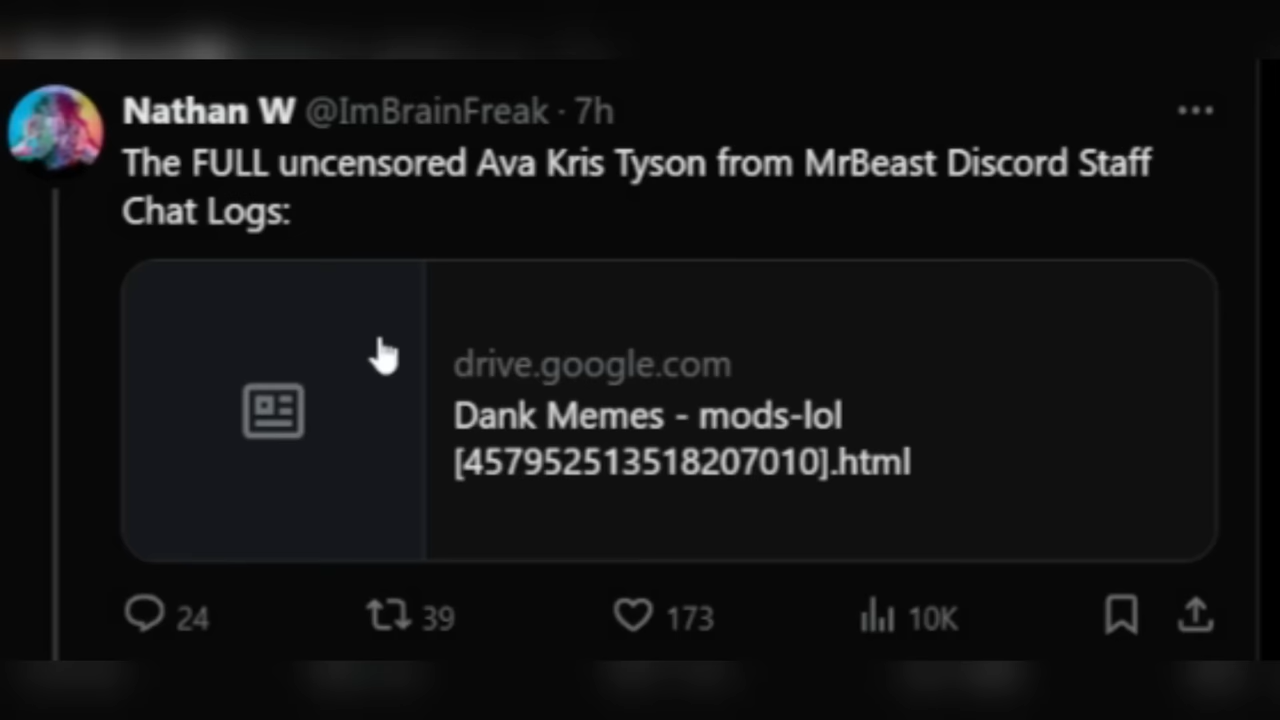 Nathan W @ImBrainFreak · 7h
The FULL uncensored Ava Kris Tyson from MrBeast Discord Staff
Chat Logs:
drive.google.com
Dank Memes - mods-lol
[457952513518207010].html
24 39 173 10K